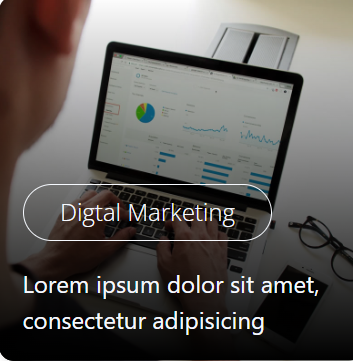 Digtal Marketing
Lorem ipsum dolor sit amet,
consectetur adipisicing